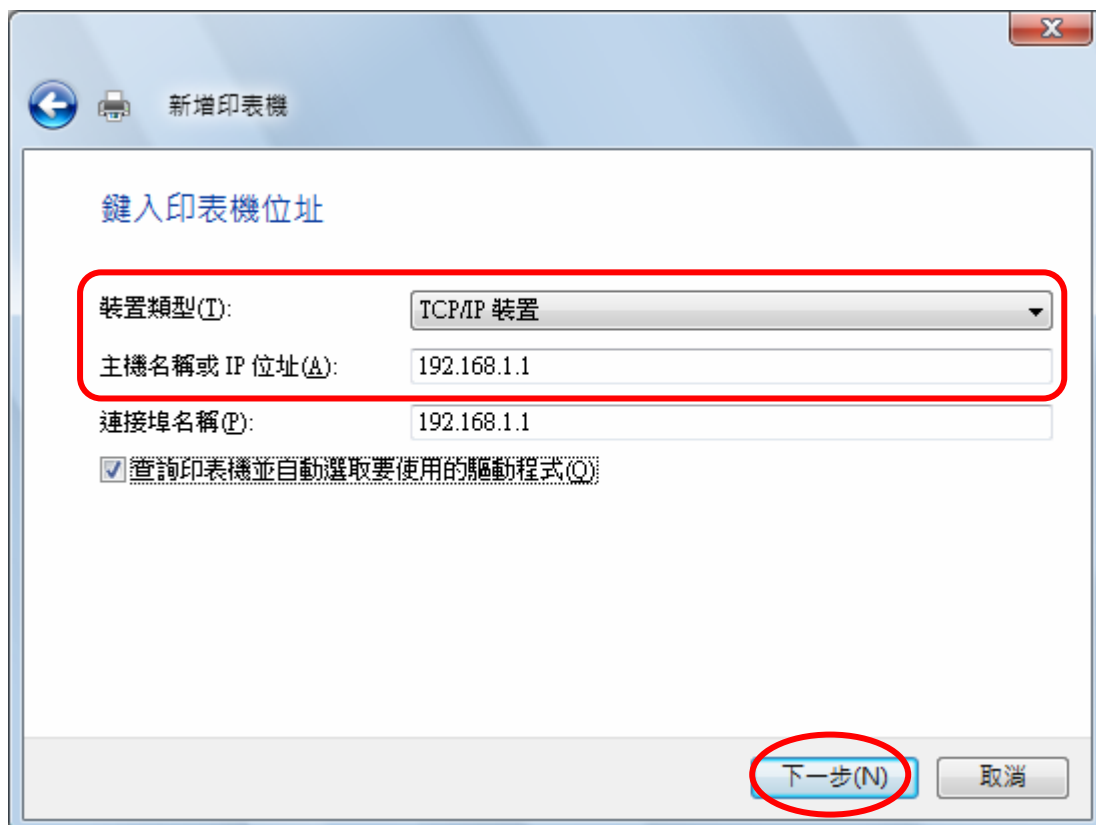 新增印表機
鍵入印表機位址
裝置類型(T): TCP/IP 裝置
主機名稱或 IP 位址(A): 192.168.1.1
連接埠名稱(P): 192.168.1.1
查詢印表機並自動選取要使用的驅動程式(Q)
下一步(N) 取消